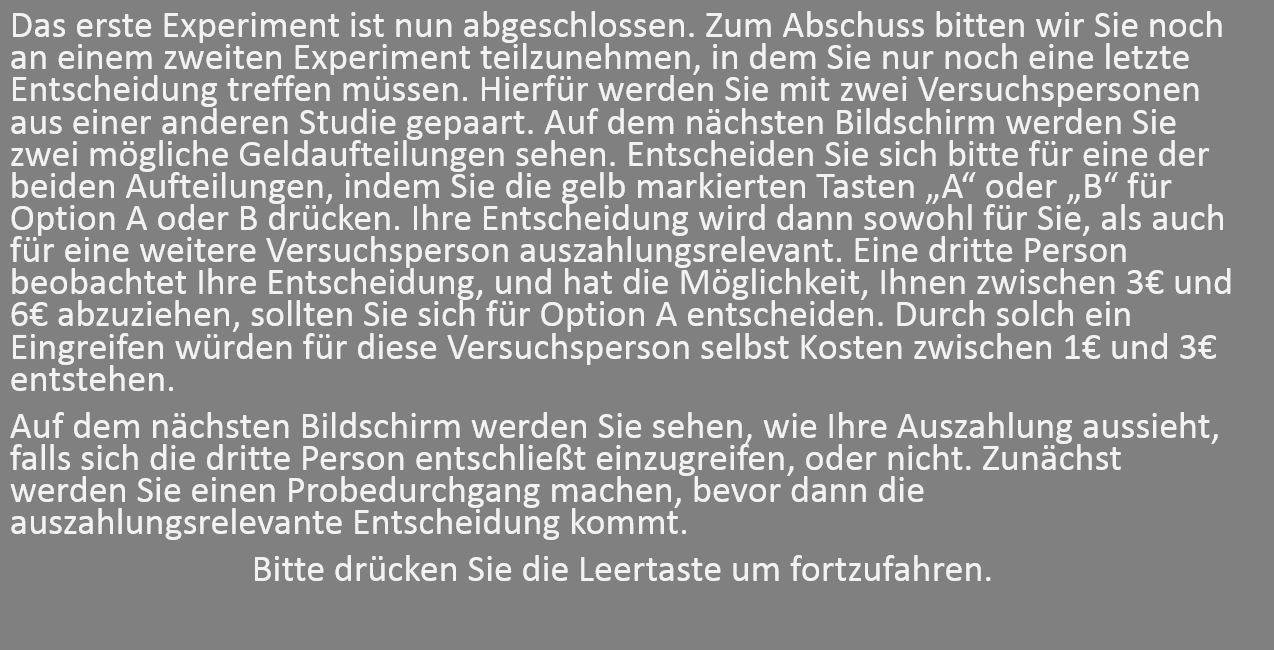 Das erste Experiment ist nun abgeschlossen. Zum Abschuss bitten wir Sie noch
an einem zweiten Experiment teilzunehmen, in dem Sie nur noch eine letzte
Entscheidung treffen müssen. Hierfür werden Sie mit zwei Versuchspersonen
aus einer anderen Studie gepaart. Auf dem nächsten Bildschirm werden Sie
zwei mögliche Geldaufteilungen sehen. Entscheiden Sie sich bitte für eine der
beiden Aufteilungen, indem Sie die gelb markierten Tasten „A“ oder „B“ für
Option A oder B drücken. Ihre Entscheidung wird dann sowohl für Sie, als auch
für eine weitere Versuchsperson auszahlungsrelevant. Eine dritte Person
beobachtet Ihre Entscheidung, und hat die Möglichkeit, Ihnen zwischen 3€ und
6€ abzuziehen, sollten Sie sich für Option A entscheiden. Durch solch ein
Eingreifen würden für diese Versuchsperson selbst Kosten zwischen 1€ und 3€
entstehen.
Auf dem nächsten Bildschirm werden Sie sehen, wie Ihre Auszahlung aussieht,
falls sich die dritte Person entschließt einzugreifen, oder nicht. Zunächst
werden Sie einen Probedurchgang machen, bevor dann die
auszahlungsrelevante Entscheidung kommt.
Bitte drücken Sie die Leertaste um fortzufahren.